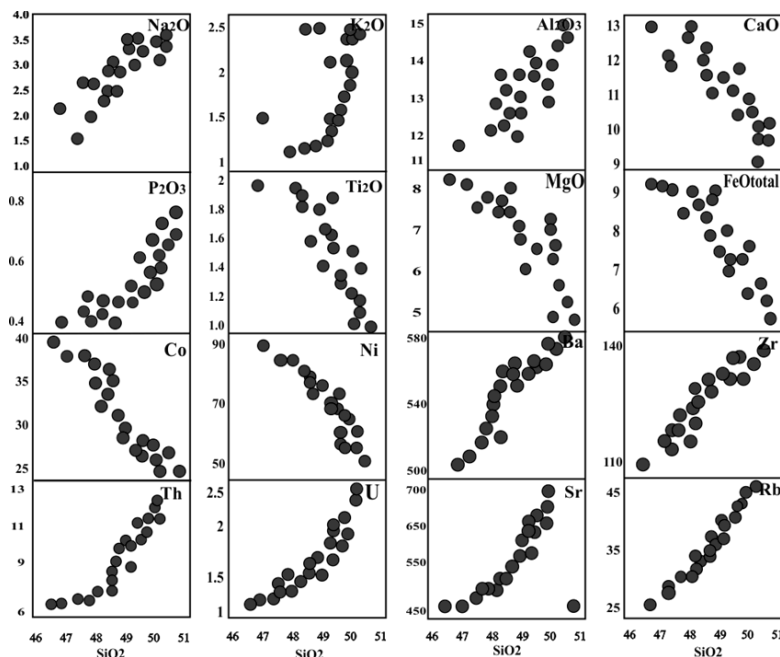 Na2O K2O Al2O3 CaO
4.0 2.5 15 13
3.5 14 12
3.0 2 13 11
2.5
2.0 1.5 12 10
1.5
1.0 1 11 9
P2O3 Ti2O MgO FeOtotal
0.8 2 8 9
1.8 7 8
0.6 1.6
1.4 6 7
1.2
0.4 1.0 5 6
Co Ni Ba Zr
40 90 580 140
35
70 540
30
25 50 500 110
Th U Sr Rb
13 2.5 700 45
11 2 650
35
9 1.5 550
6 1 450 25
46 47 48 49 50 51 46 47 48 49 50 51 46 47 48 49 50 51 46 47 48 49 50 51
SiO2 SiO2 SiO2 SiO2